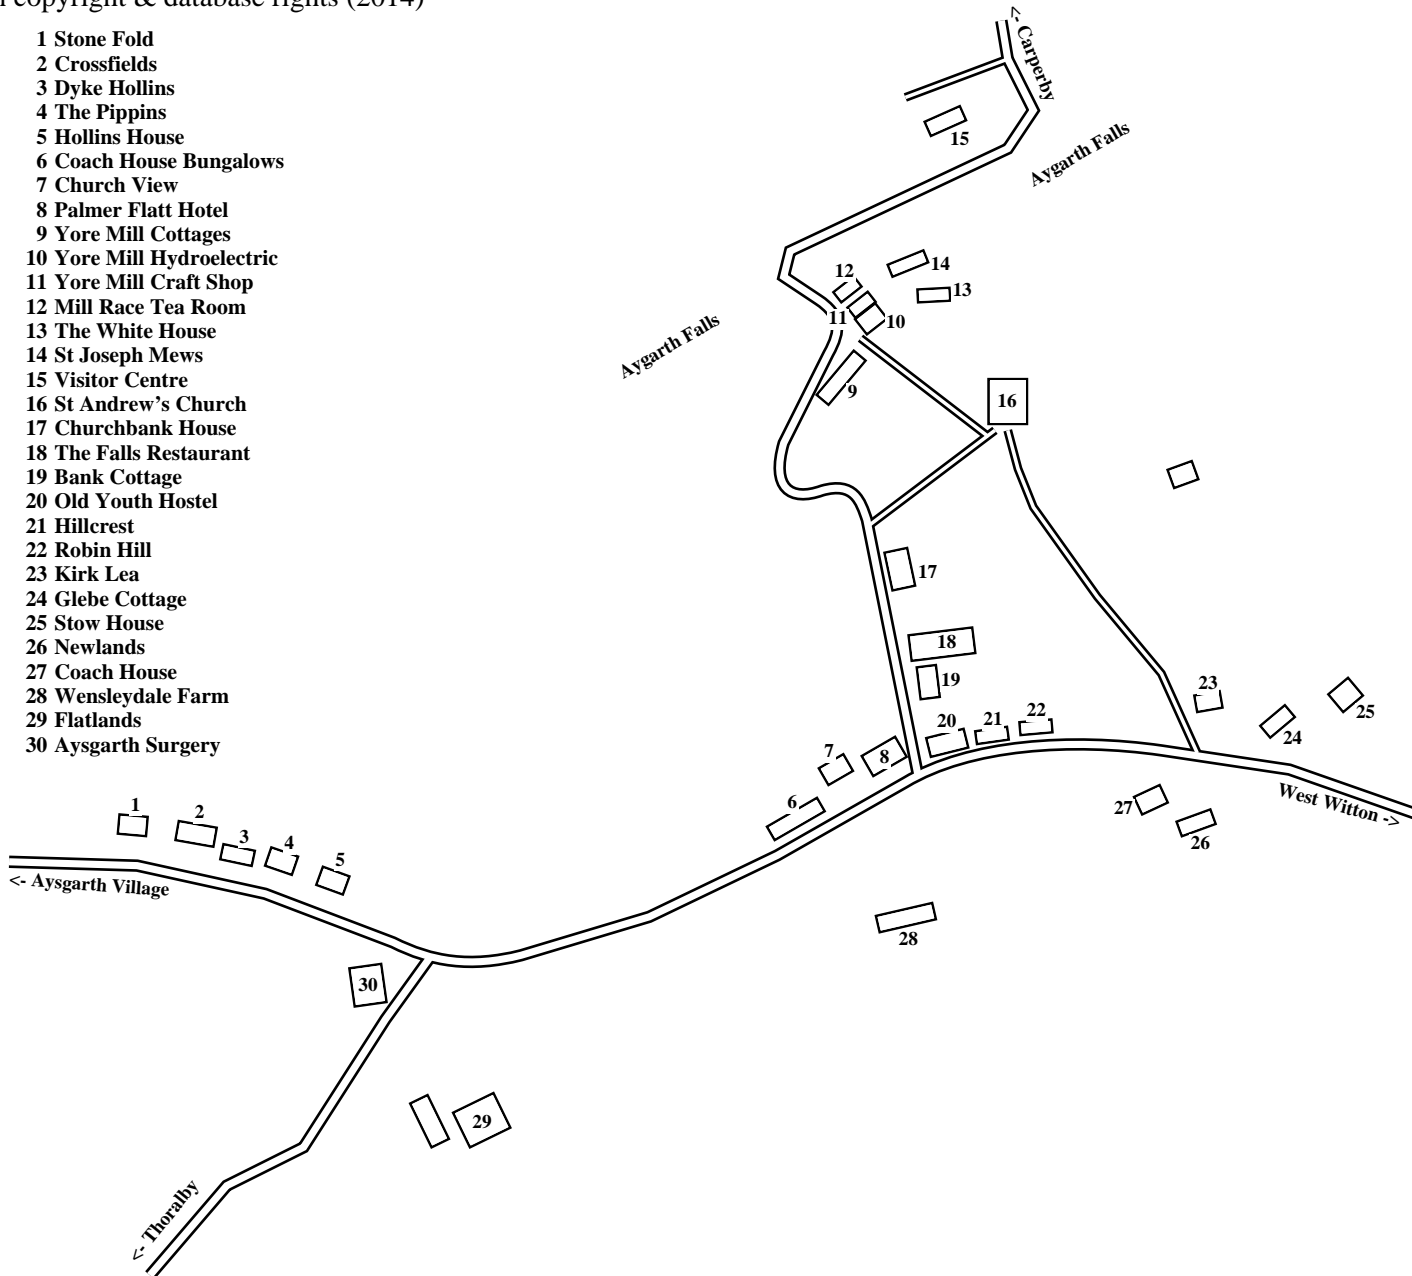 copyright & database rights (2014)
1 Stone Fold
2 Crossfields
3 Dyke Hollins
4 The Pippins
5 Hollins House
6 Coach House Bungalows
7 Church View
8 Palmer Flatt Hotel
9 Yore Mill Cottages
10 Yore Mill Hydroelectric
11 Yore Mill Craft Shop
12 Mill Race Tea Room
13 The White House
14 St Joseph Mews
15 Visitor Centre
16 St Andrew’s Church
17 Churchbank House
18 The Falls Restaurant
19 Bank Cottage
20 Old Youth Hostel
21 Hillcrest
22 Robin Hill
23 Kirk Lea
24 Glebe Cottage
25 Stow House
26 Newlands
27 Coach House
28 Wensleydale Farm
29 Flatlands
30 Aysgarth Surgery
<- Carperby
15
Aygarth Falls
14
12
13
11
10
Aygarth Falls
9
16
17
18
19
23
25
24
20
21
22
7
8
6
27
26
West Witton ->
1
2
3
4
5
<- Aysgarth Village
28
30
29
<- Thoralby